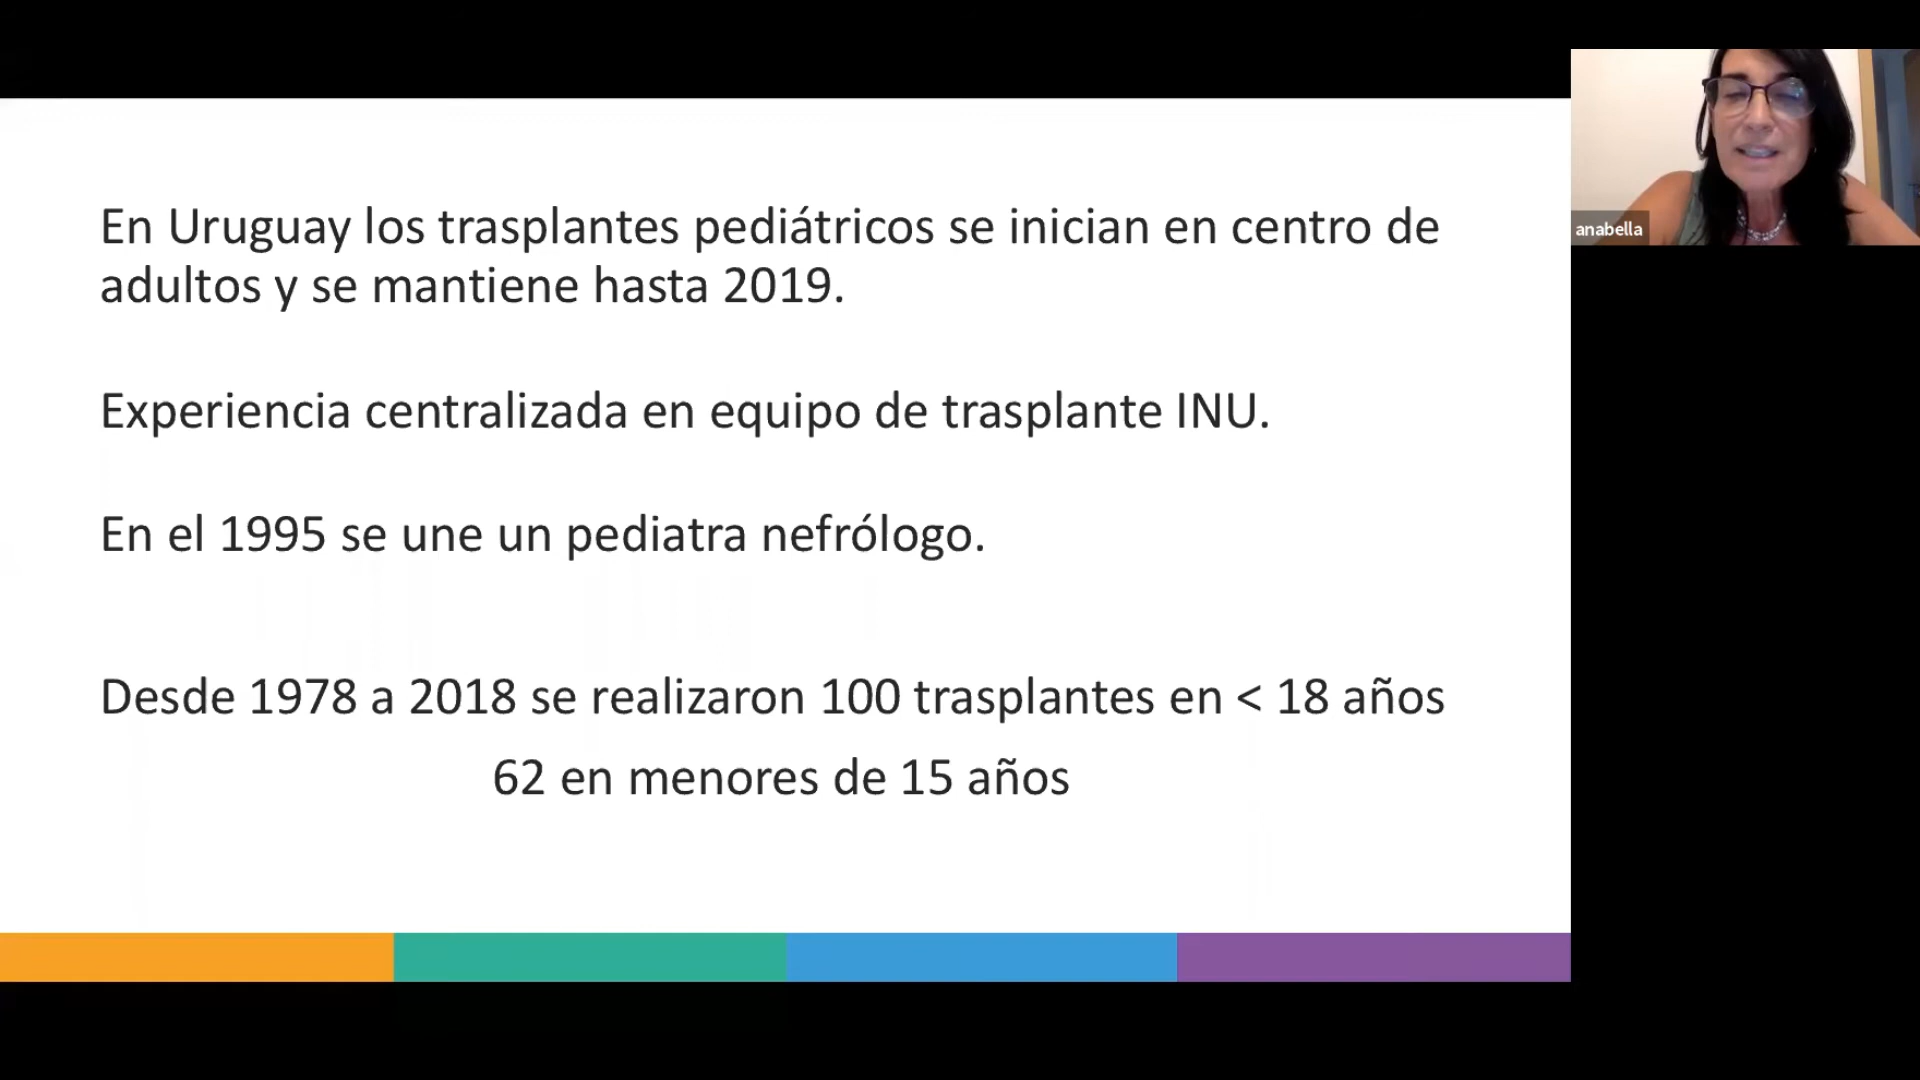 En Uruguay los trasplantes pediátricos se inician en centro de
adultos y se mantiene hasta 2019.
Experiencia centralizada en equipo de trasplante INU.
En el 1995 se une un pediatra nefrólogo.
Desde 1978 a 2018 se realizaron 100 trasplantes en < 18 años
62 en menores de 15 años
anabella